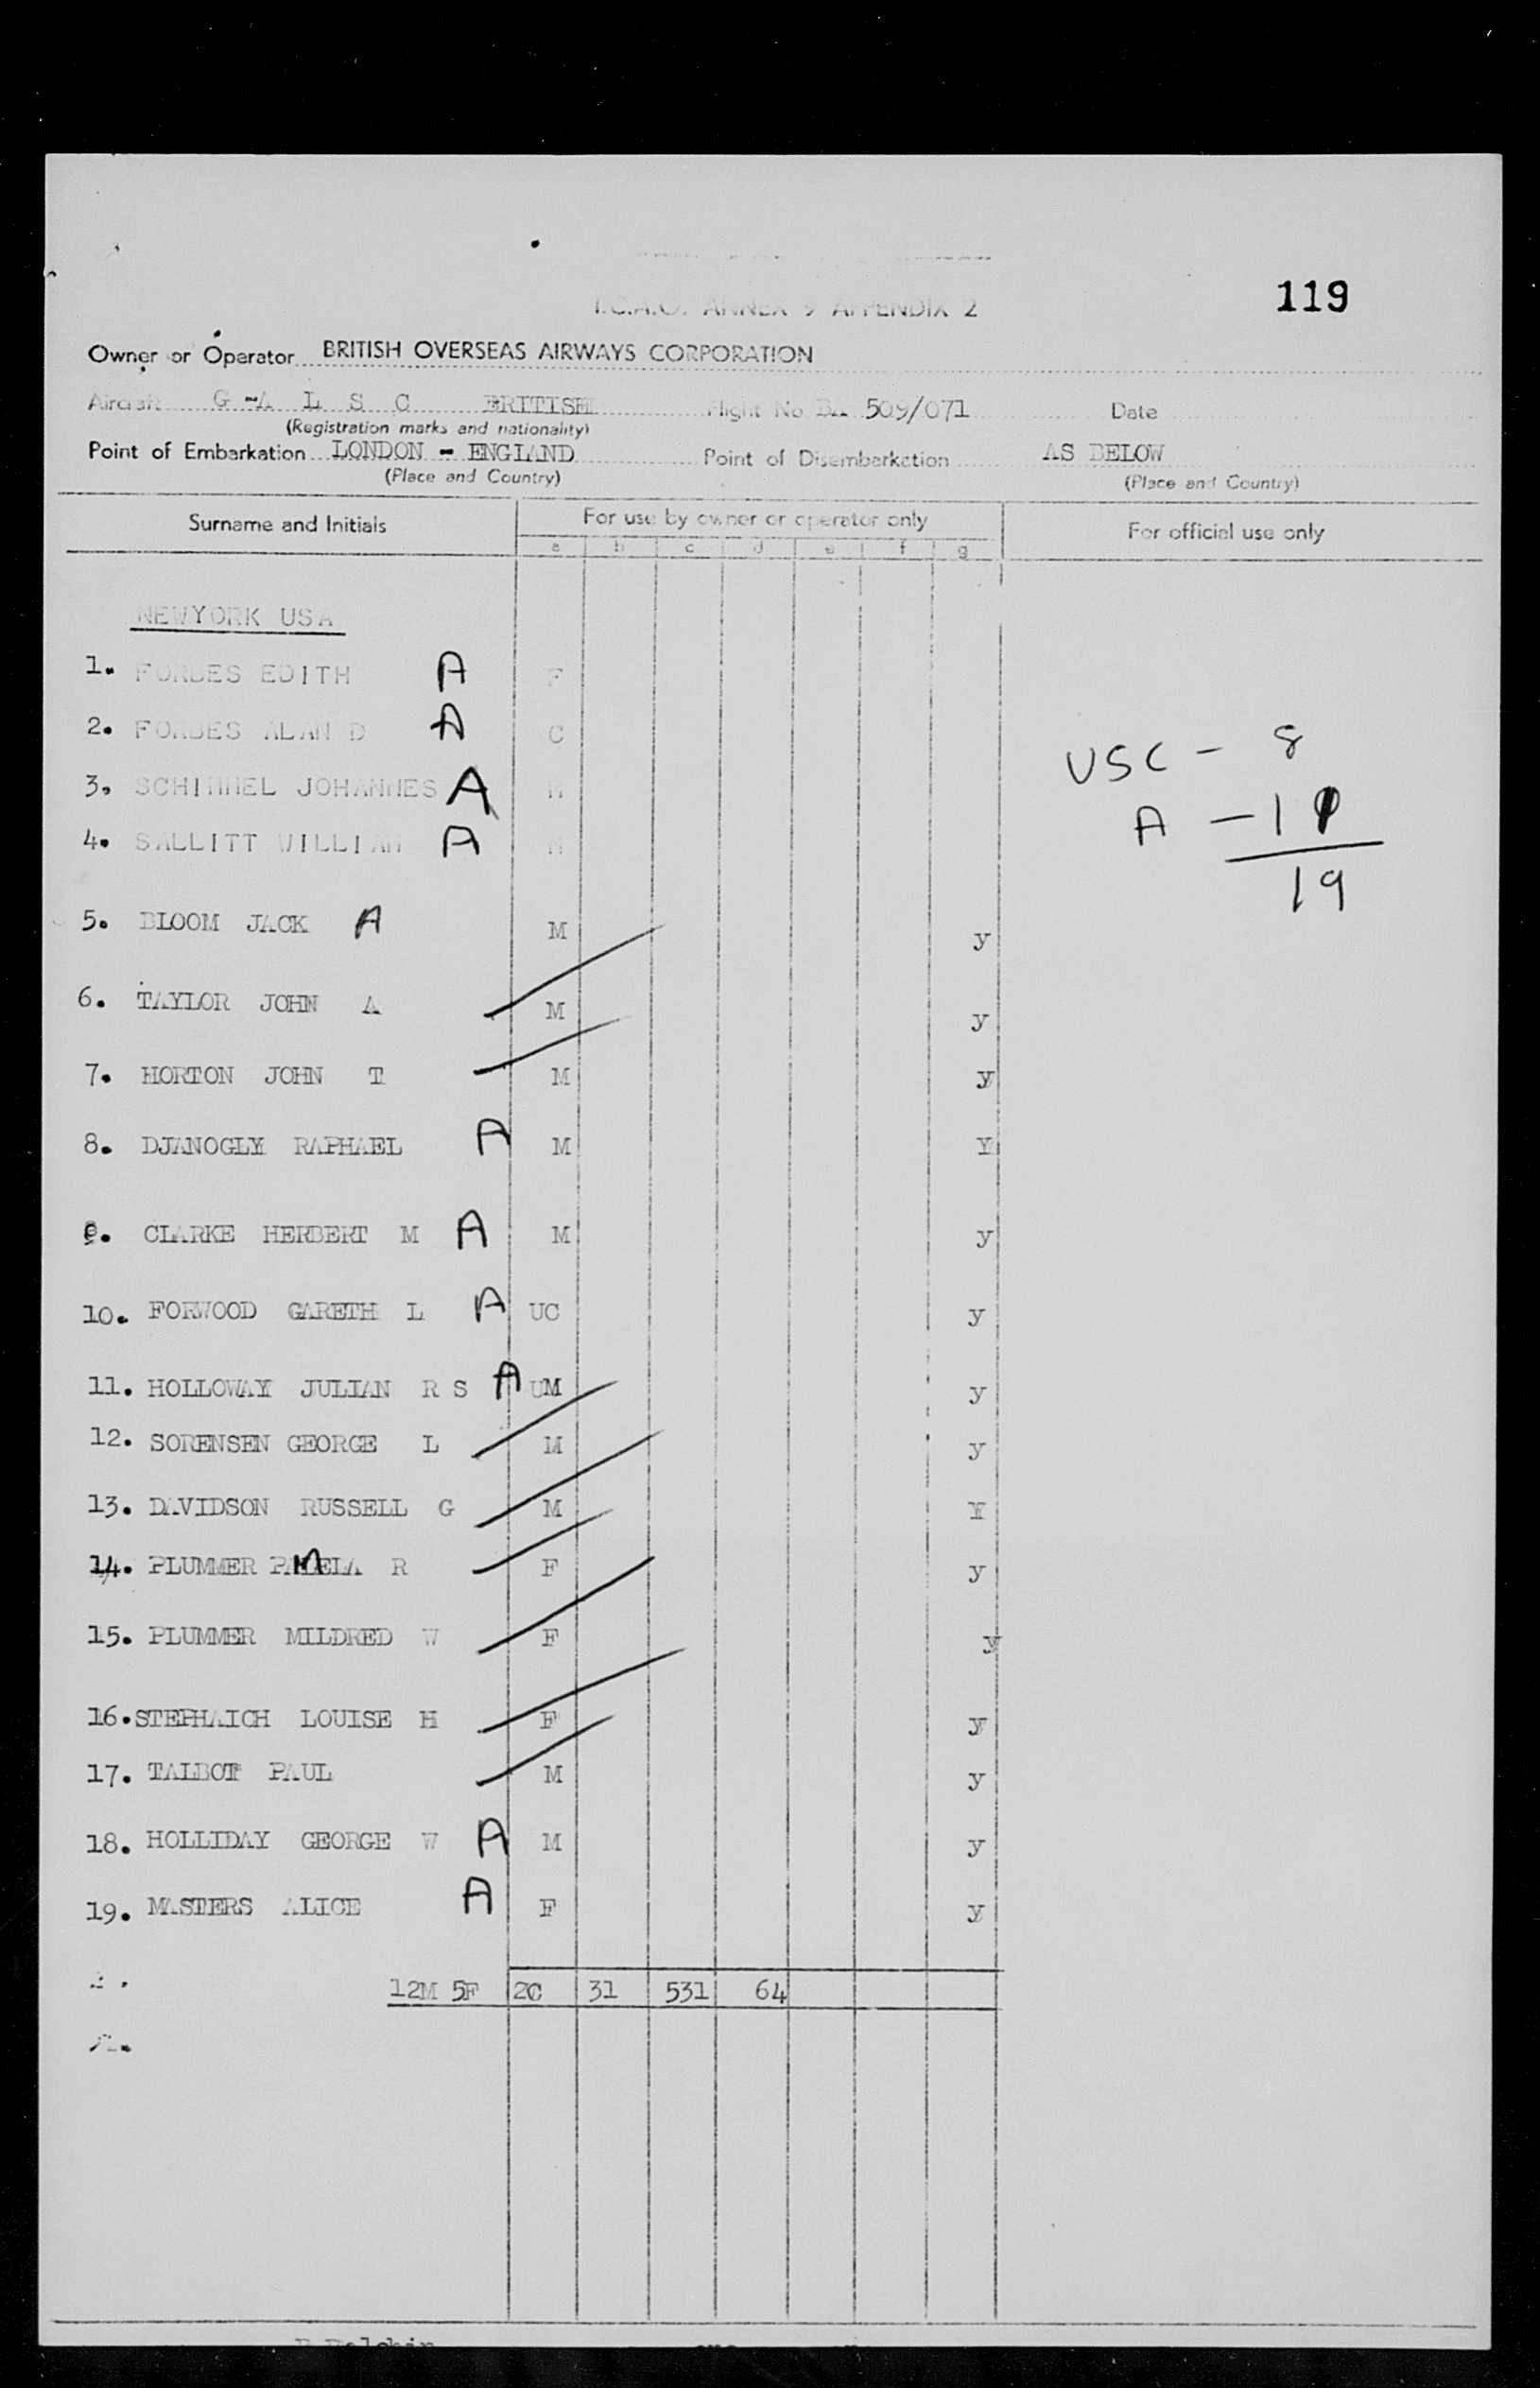 I.C.A.O. ANNEX 9 APPENDIX 2
119
Owner or Operator BRITISH OVERSEAS AIRWAYS CORPORATION
Aircraft G-A L S C BRITISH Flight No BA 509/071 Date
(Registration marks and nationality)
Point of Embarkation LONDON - ENGLAND Point of Disembarkation AS BELOW
(Place and Country) (Place and Country)
Surname and Initials For use by owner or operator only For official use only
a b c d e f g
NEWYORK USA
1. FORBES EDITH A F
2. FORBES ALAN D A C
USC - 8
3. SCHIMMEL JOHANNES A M
A - 11
4. SALLITT WILLIAM A M
19
5. BLOOM JACK A M y
6. TAYLOR JOHN A M y
7. HORTON JOHN T M y
8. DJANOGLY RAPHAEL A M Y
9. CLARKE HERBERT M A M y
10. FORWOOD GARETH L A UC y
11. HOLLOWAY JULIAN R S A UM y
12. SORENSEN GEORGE L M y
13. DAVIDSON RUSSELL G M Y
14. PLUMMER PAMELA R F y
15. PLUMMER MILDRED W F y
16. STEPHAICH LOUISE H F y
17. TALBOT PAUL M y
18. HOLLIDAY GEORGE W A M y
19. MASTERS ALICE A F y
12M 5F 2C 31 531 64